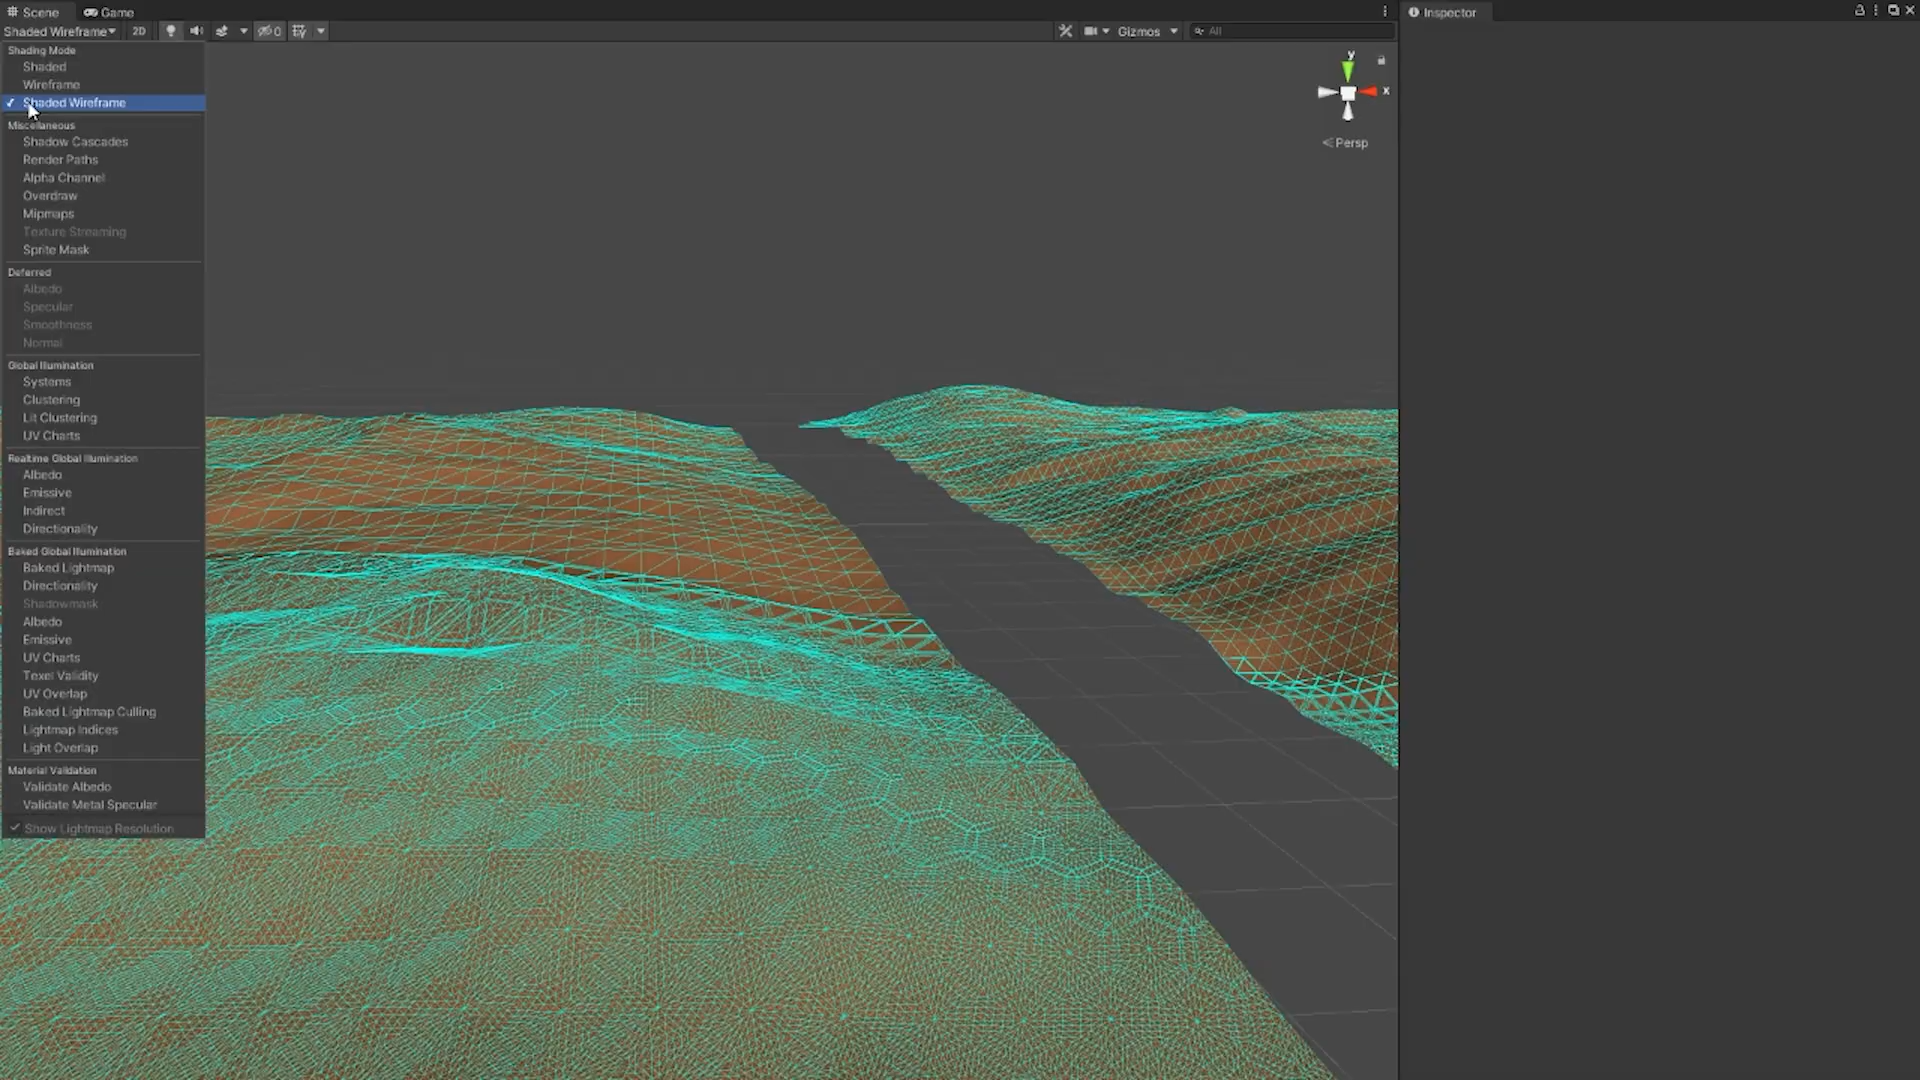 Scene
Game
Inspector
Shaded Wireframe
2D
0
Gizmos
All
Shading Mode
Shaded
Wireframe
Shaded Wireframe
Miscellaneous
Shadow Cascades
Render Paths
Alpha Channel
Overdraw
Mipmaps
Texture Streaming
Sprite Mask
Deferred
Albedo
Specular
Smoothness
Normal
Global Illumination
Systems
Clustering
Lit Clustering
UV Charts
Realtime Global Illumination
Albedo
Emissive
Indirect
Directionality
Baked Global Illumination
Baked Lightmap
Directionality
Shadowmask
Albedo
Emissive
UV Charts
Texel Validity
UV Overlap
Baked Lightmap Culling
Lightmap Indices
Light Overlap
Material Validation
Validate Albedo
Validate Metal Specular
Show Lightmap Resolution
y
x
Persp